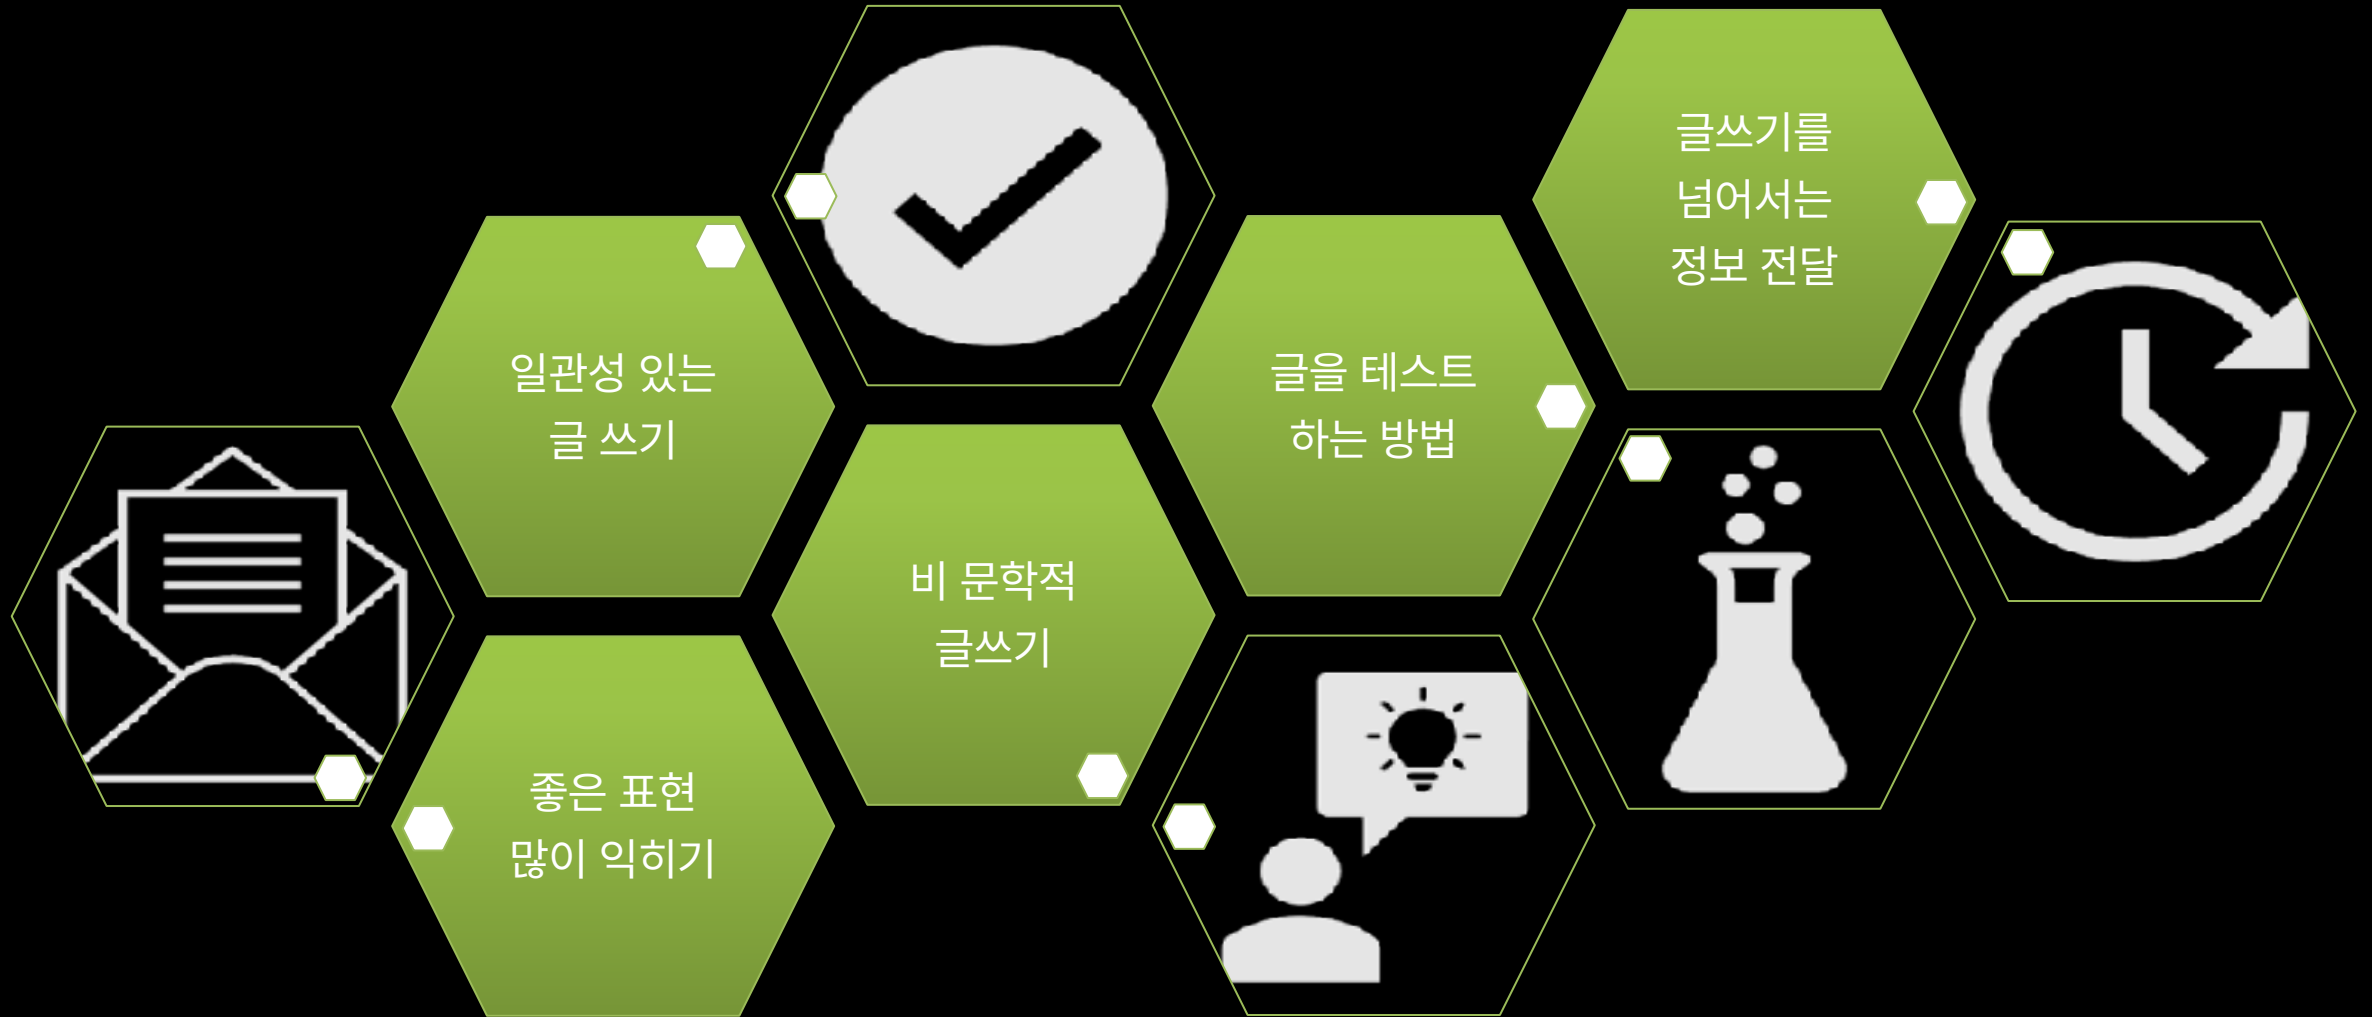 일관성 있는
글 쓰기
좋은 표현
많이 익히기
비 문학적
글쓰기
글을 테스트
하는 방법
글쓰기를
넘어서는
정보 전달